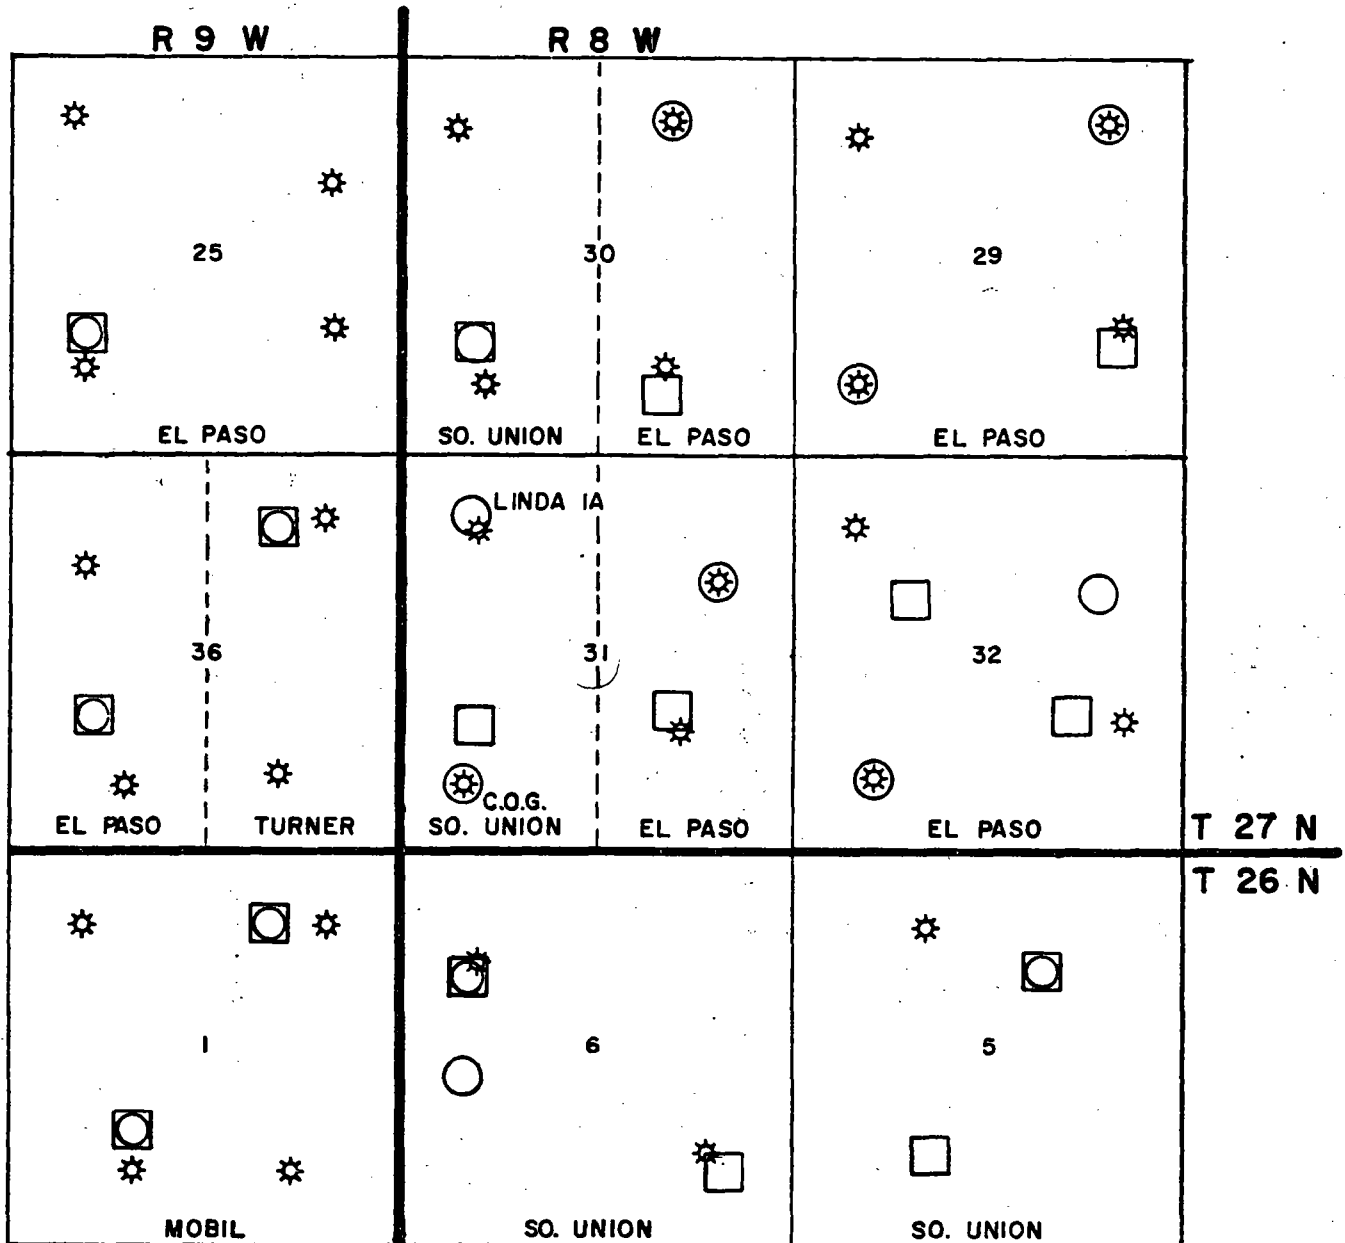 R 9 W R 8 W
25 30 29
EL PASO SO. UNION EL PASO EL PASO
LINDA IA
36 31 32
C.O.G.
EL PASO TURNER SO. UNION EL PASO EL PASO T 27 N
T 26 N
1 6 5
MOBIL SO. UNION SO. UNION